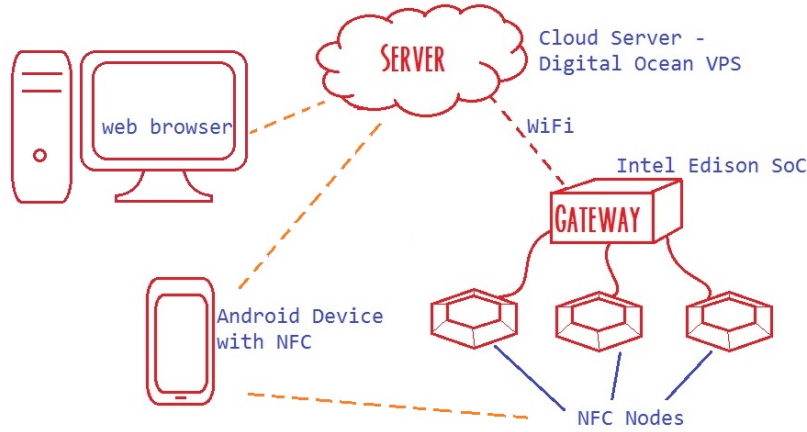 SERVER
Cloud Server -
Digital Ocean VPS
web browser
WiFi
Intel Edison SoC
GATEWAY
Android Device
with NFC
NFC Nodes